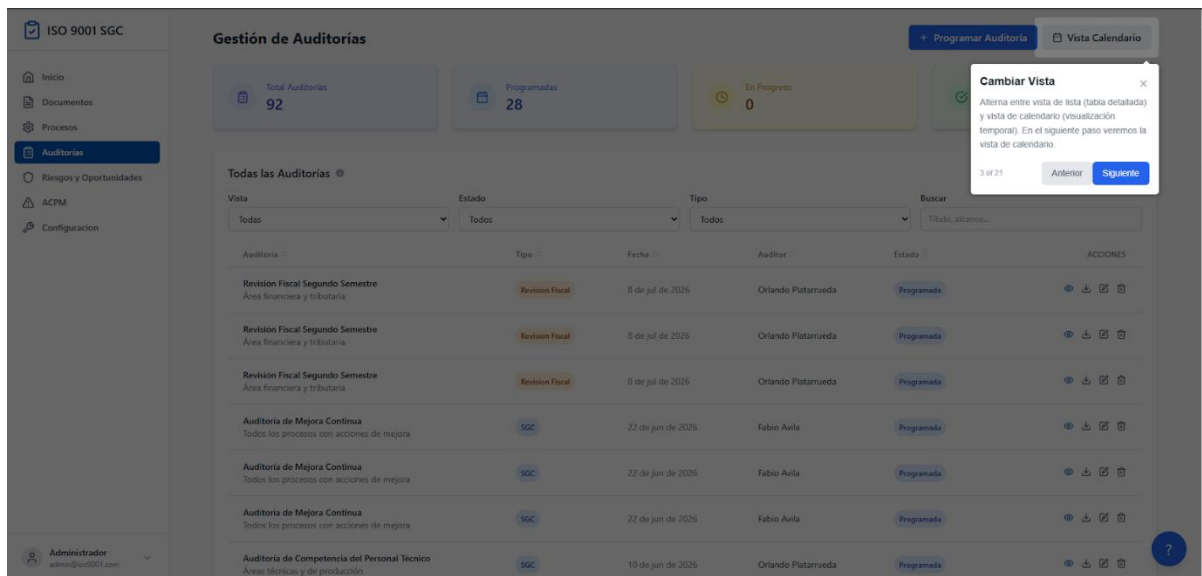 ISO 9001 SGC
Inicio
Documentos
Procesos
Auditorías
Riesgos y Oportunidades
ACPM
Configuracion
Administrador
admin@iso9001.com
Gestión de Auditorías
+ Programar Auditoría
Vista Calendario
Total Auditorías
92
Programadas
28
En Progreso
0
Cambiar Vista
Alterna entre vista de lista (tabla detallada)
y vista de calendario (visualización
temporal). En el siguiente paso veremos la
vista de calendario.
3 of 21
Anterior
Siguiente
Todas las Auditorías
Vista Estado Tipo Buscar
Todas Todos Todos Título, alcance...
Auditoría Tipo Fecha Auditor Estado ACCIONES
Revisión Fiscal Segundo Semestre
Área financiera y tributaria
Revision Fiscal 8 de jul de 2026 Orlando Platarrueda Programada
Revisión Fiscal Segundo Semestre
Área financiera y tributaria
Revision Fiscal 8 de jul de 2026 Orlando Platarrueda Programada
Revisión Fiscal Segundo Semestre
Área financiera y tributaria
Revision Fiscal 8 de jul de 2026 Orlando Platarrueda Programada
Auditoría de Mejora Continua
Todos los procesos con acciones de mejora
SGC 22 de jun de 2026 Fabio Avila Programada
Auditoría de Mejora Continua
Todos los procesos con acciones de mejora
SGC 22 de jun de 2026 Fabio Avila Programada
Auditoría de Mejora Continua
Todos los procesos con acciones de mejora
SGC 22 de jun de 2026 Fabio Avila Programada
Auditoría de Competencia del Personal Técnico
Áreas técnicas y de producción
SGC 10 de jun de 2026 Orlando Platarrueda Programada
?